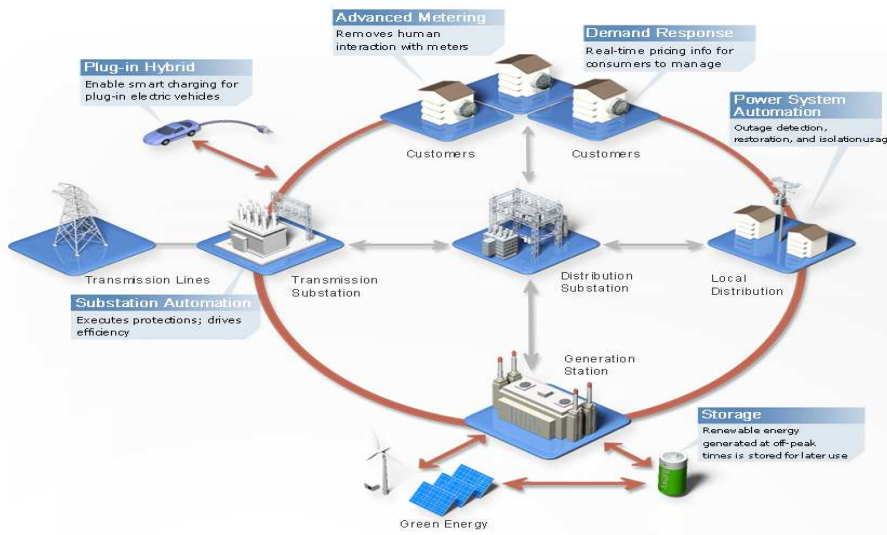 Advanced Metering
Removes human
interaction with meters
Demand Response
Real-time pricing info for
consumers to manage
Plug-in Hybrid
Enable smart charging for
plug-in electric vehicles
Power System
Automation
Outage detection,
restoration, and isolationusag
Customers
Customers
Transmission Lines
Transmission
Substation
Distribution
Substation
Local
Distribution
Substation Automation
Executes protections; drives
efficiency
Generation
Station
Storage
Renewable energy
generated at off-peak
times is stored for later use
Green Energy